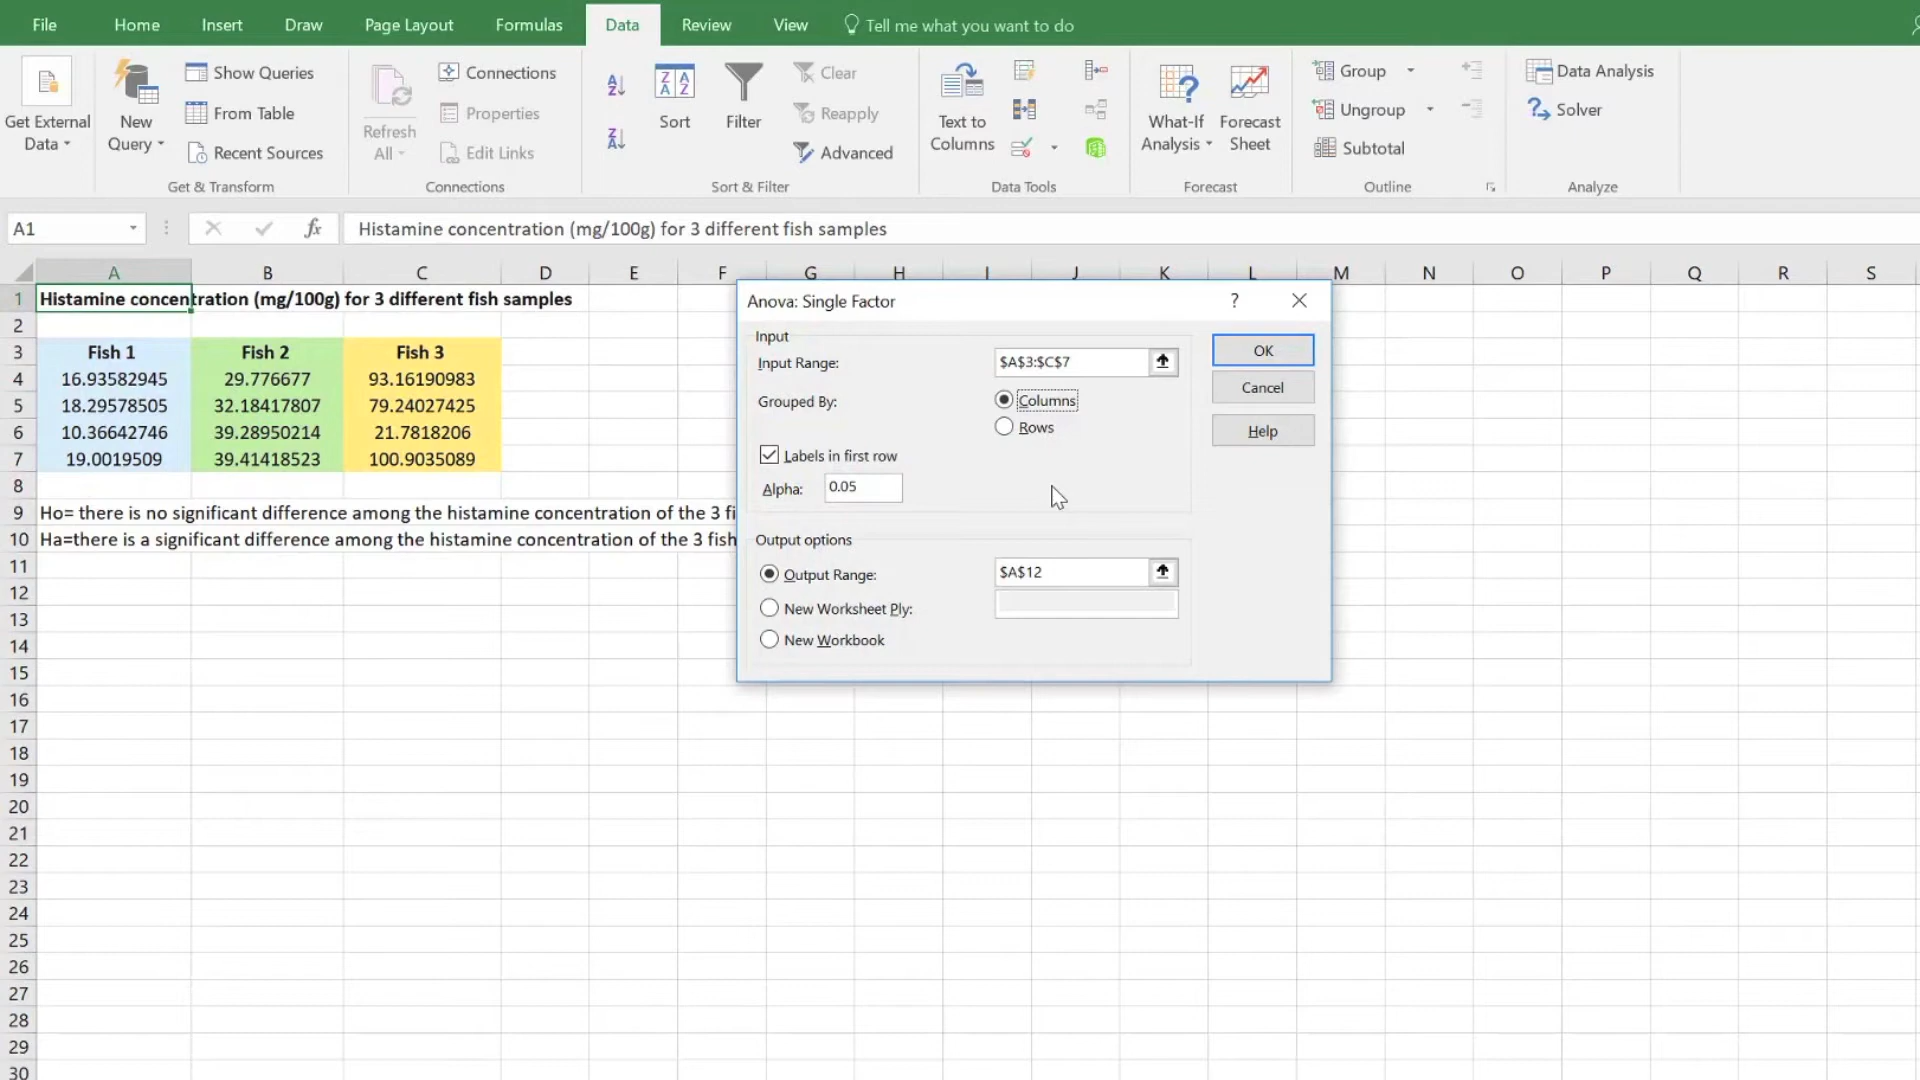 File Home Insert Draw Page Layout Formulas Data Review View Tell me what you want to do
Get External Data
New Query
Show Queries
From Table
Recent Sources
Get & Transform
Refresh All
Connections
Properties
Edit Links
Connections
Sort
Filter
Clear
Reapply
Advanced
Sort & Filter
Text to Columns
Data Tools
What-If Analysis
Forecast Sheet
Forecast
Group
Ungroup
Subtotal
Outline
Data Analysis
Solver
Analyze
A1 fx Histamine concentration (mg/100g) for 3 different fish samples
A B C D E F G H I J K L M N O P Q R S
1 Histamine concentration (mg/100g) for 3 different fish samples
2
3 Fish 1 Fish 2 Fish 3
4 16.93582945 29.776677 93.16190983
5 18.29578505 32.18417807 79.24027425
6 10.36642746 39.28950214 21.7818206
7 19.0019509 39.41418523 100.9035089
8
9 Ho= there is no significant difference among the histamine concentration of the 3 fi
10 Ha=there is a significant difference among the histamine concentration of the 3 fish
11
12
13
14
15
16
17
18
19
20
21
22
23
24
25
26
27
28
29
30
Anova: Single Factor ?
Input
Input Range: $A$3:$C$7
Grouped By: Columns
Rows
Labels in first row
Alpha: 0.05
Output options
Output Range: $A$12
New Worksheet Ply:
New Workbook
OK
Cancel
Help